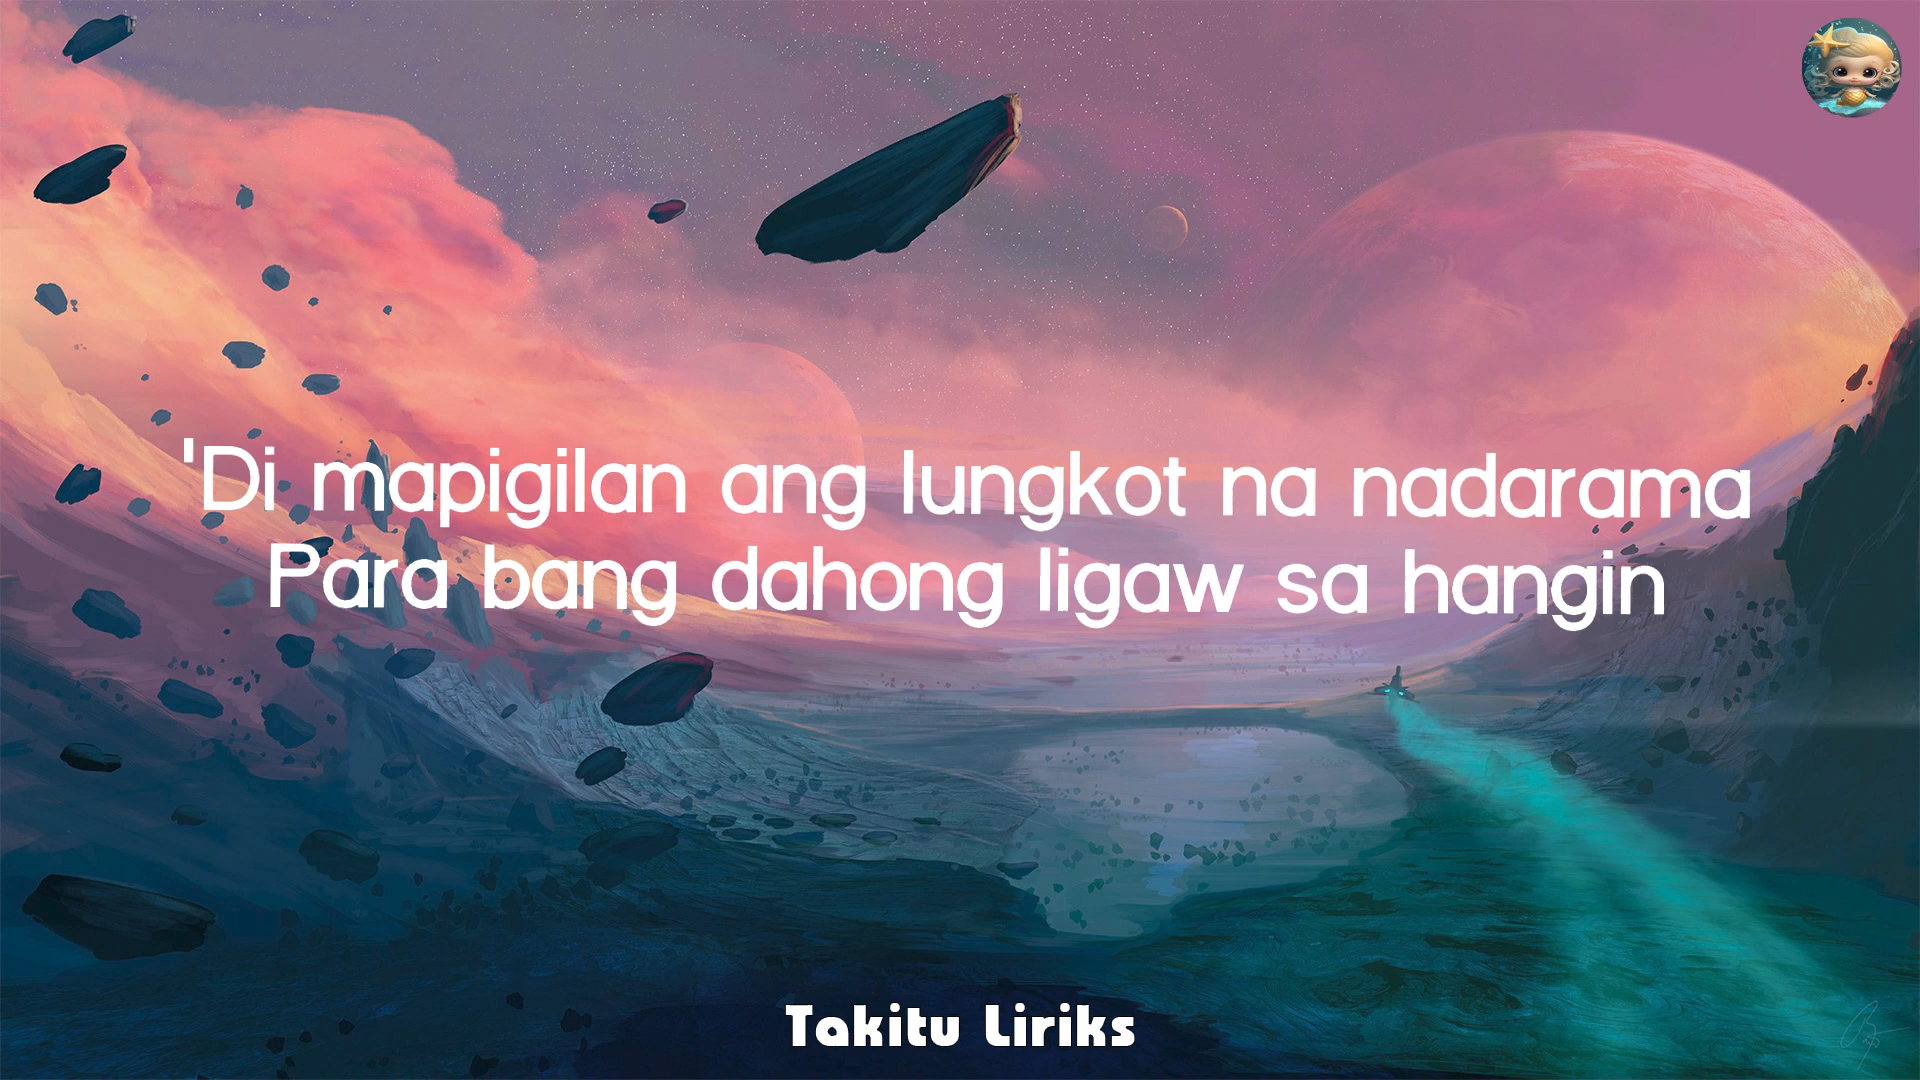 'Di mapigilan ang lungkot na nadarama
Para bang dahong ligaw sa hangin
Takitu Liriks